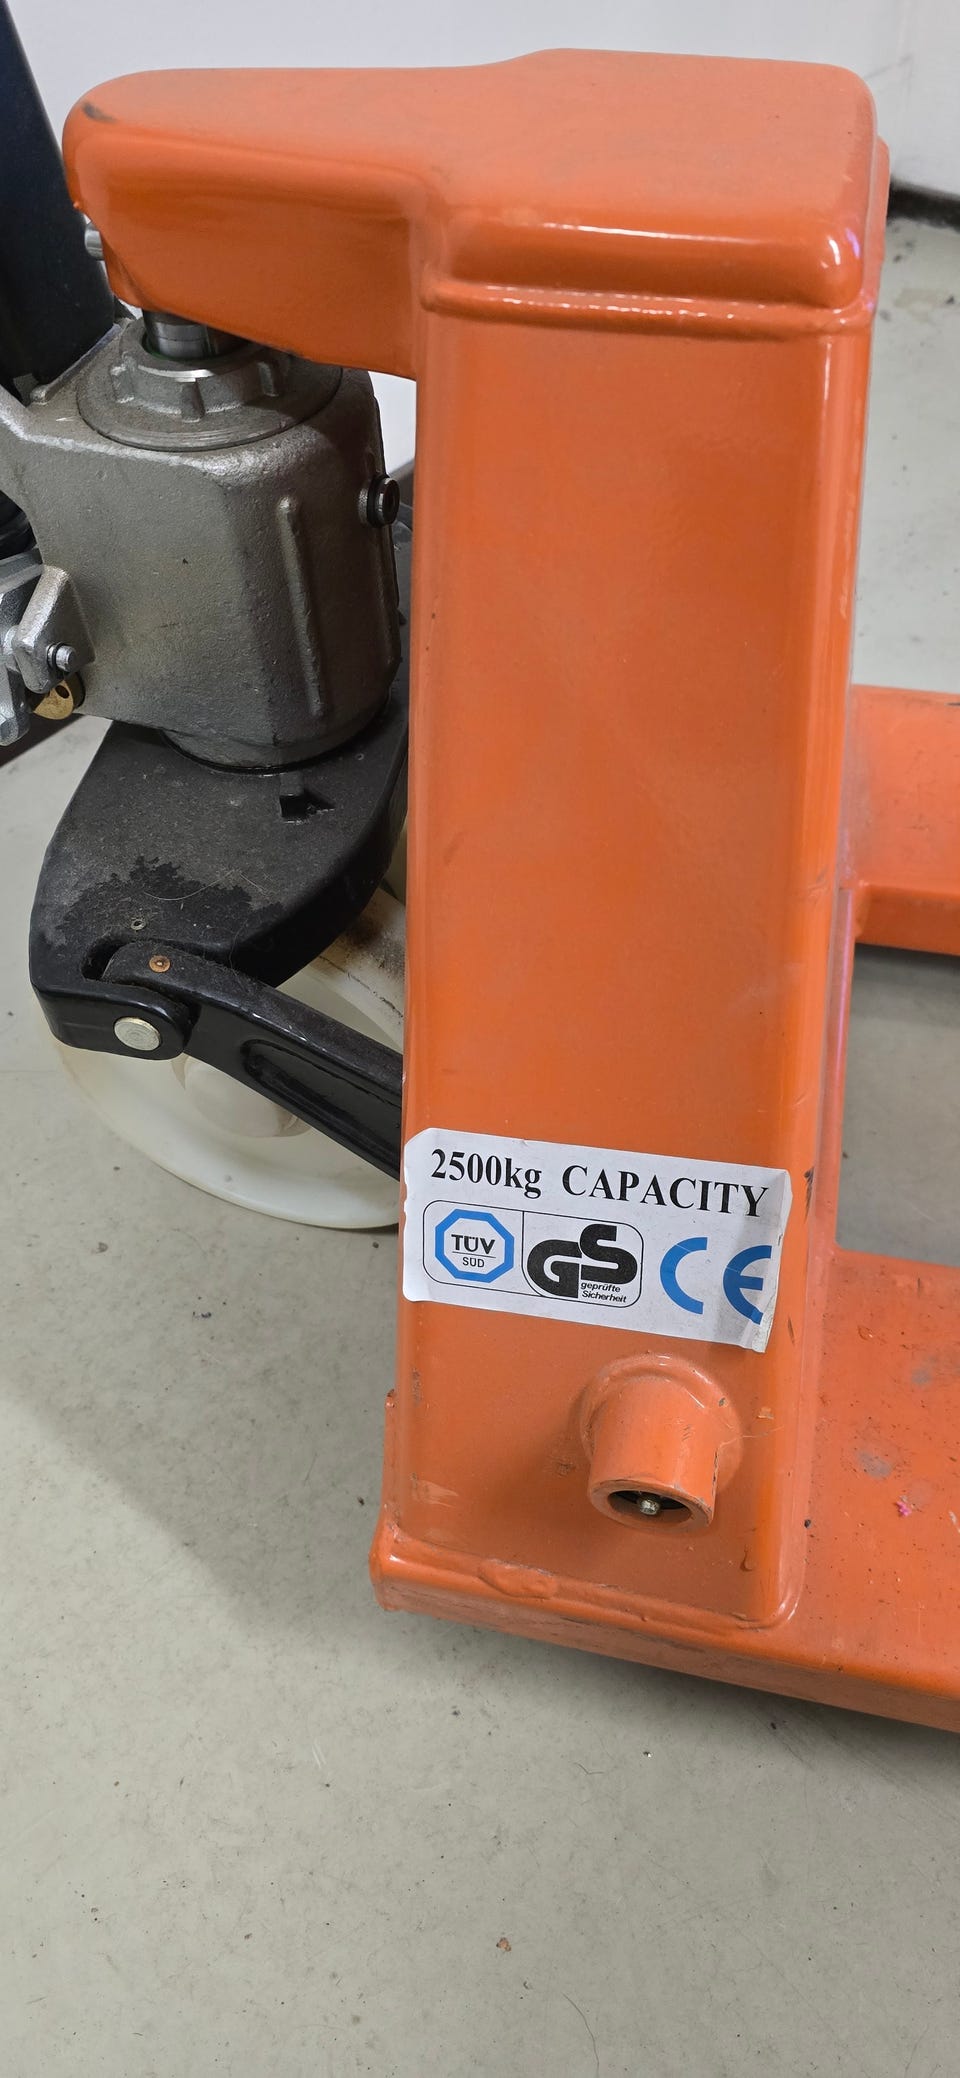 2500kg CAPACITY
TÜV
SÜD
GS
geprüfte
Sicherheit
CE